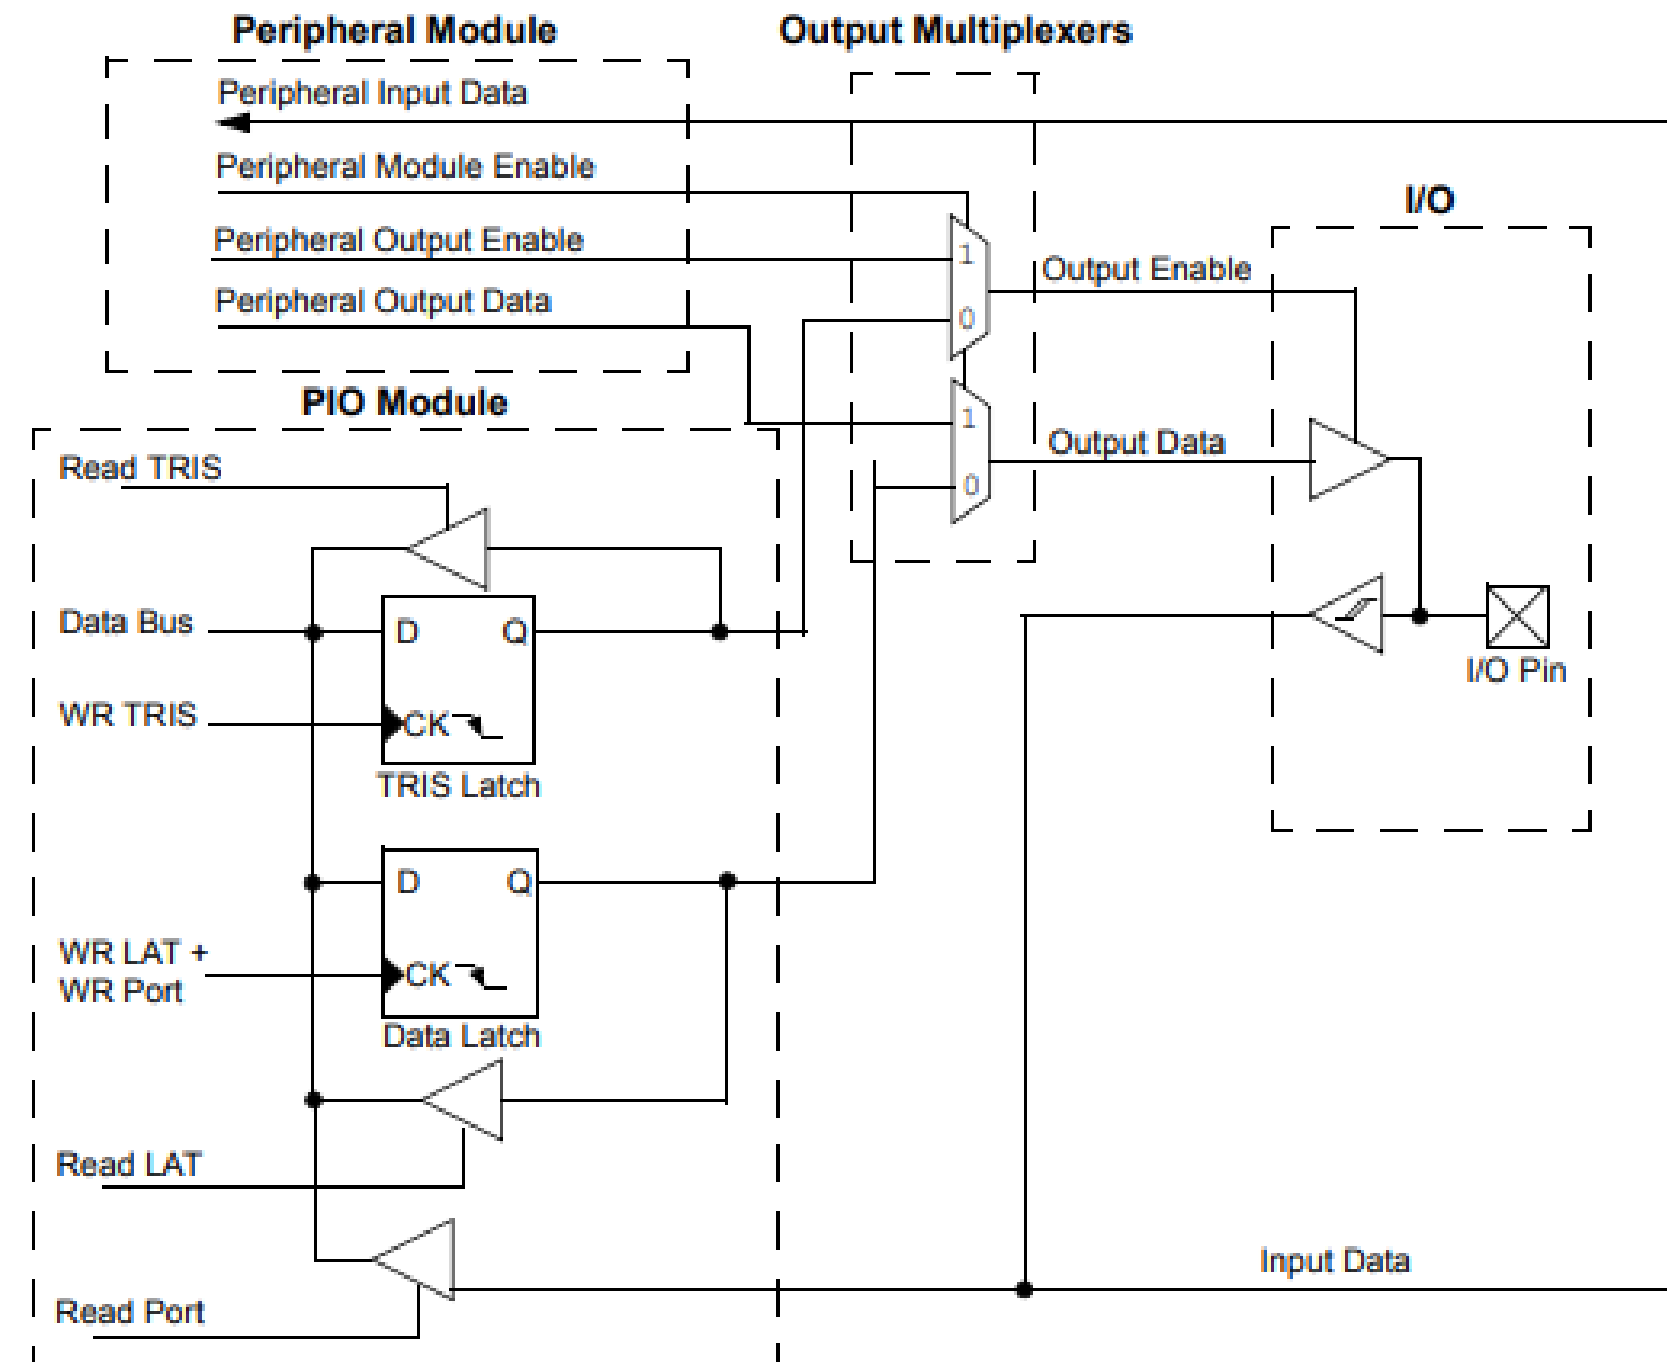 Peripheral Module
Output Multiplexers
Peripheral Input Data
Peripheral Module Enable
I/O
Peripheral Output Enable
1
Output Enable
Peripheral Output Data
0
PIO Module
1
Output Data
Read TRIS
0
Data Bus
D
Q
I/O Pin
WR TRIS
CK
TRIS Latch
D
Q
WR LAT +
WR Port
CK
Data Latch
Read LAT
Input Data
Read Port